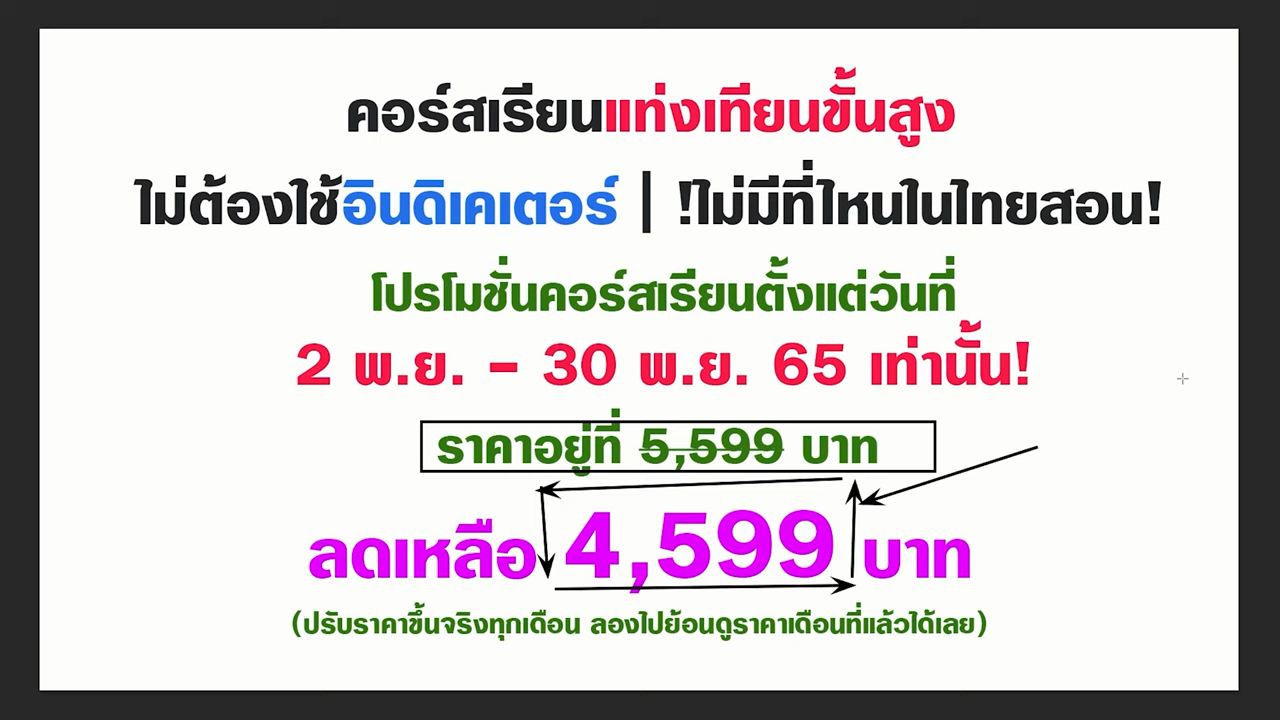 คอร์สเรียนแท่งเทียนขั้นสูง
ไม่ต้องใช้อินดิเคเตอร์ | !ไม่มีที่ไหนในไทยสอน!
โปรโมชั่นคอร์สเรียนตั้งแต่วันที่
2 พ.ย. - 30 พ.ย. 65 เท่านั้น!
ราคาอยู่ที่ 5,599 บาท
ลดเหลือ 4,599 บาท
(ปรับราคาขึ้นจริงทุกเดือน ลองไปย้อนดูราคาเดือนที่แล้วได้เลย)